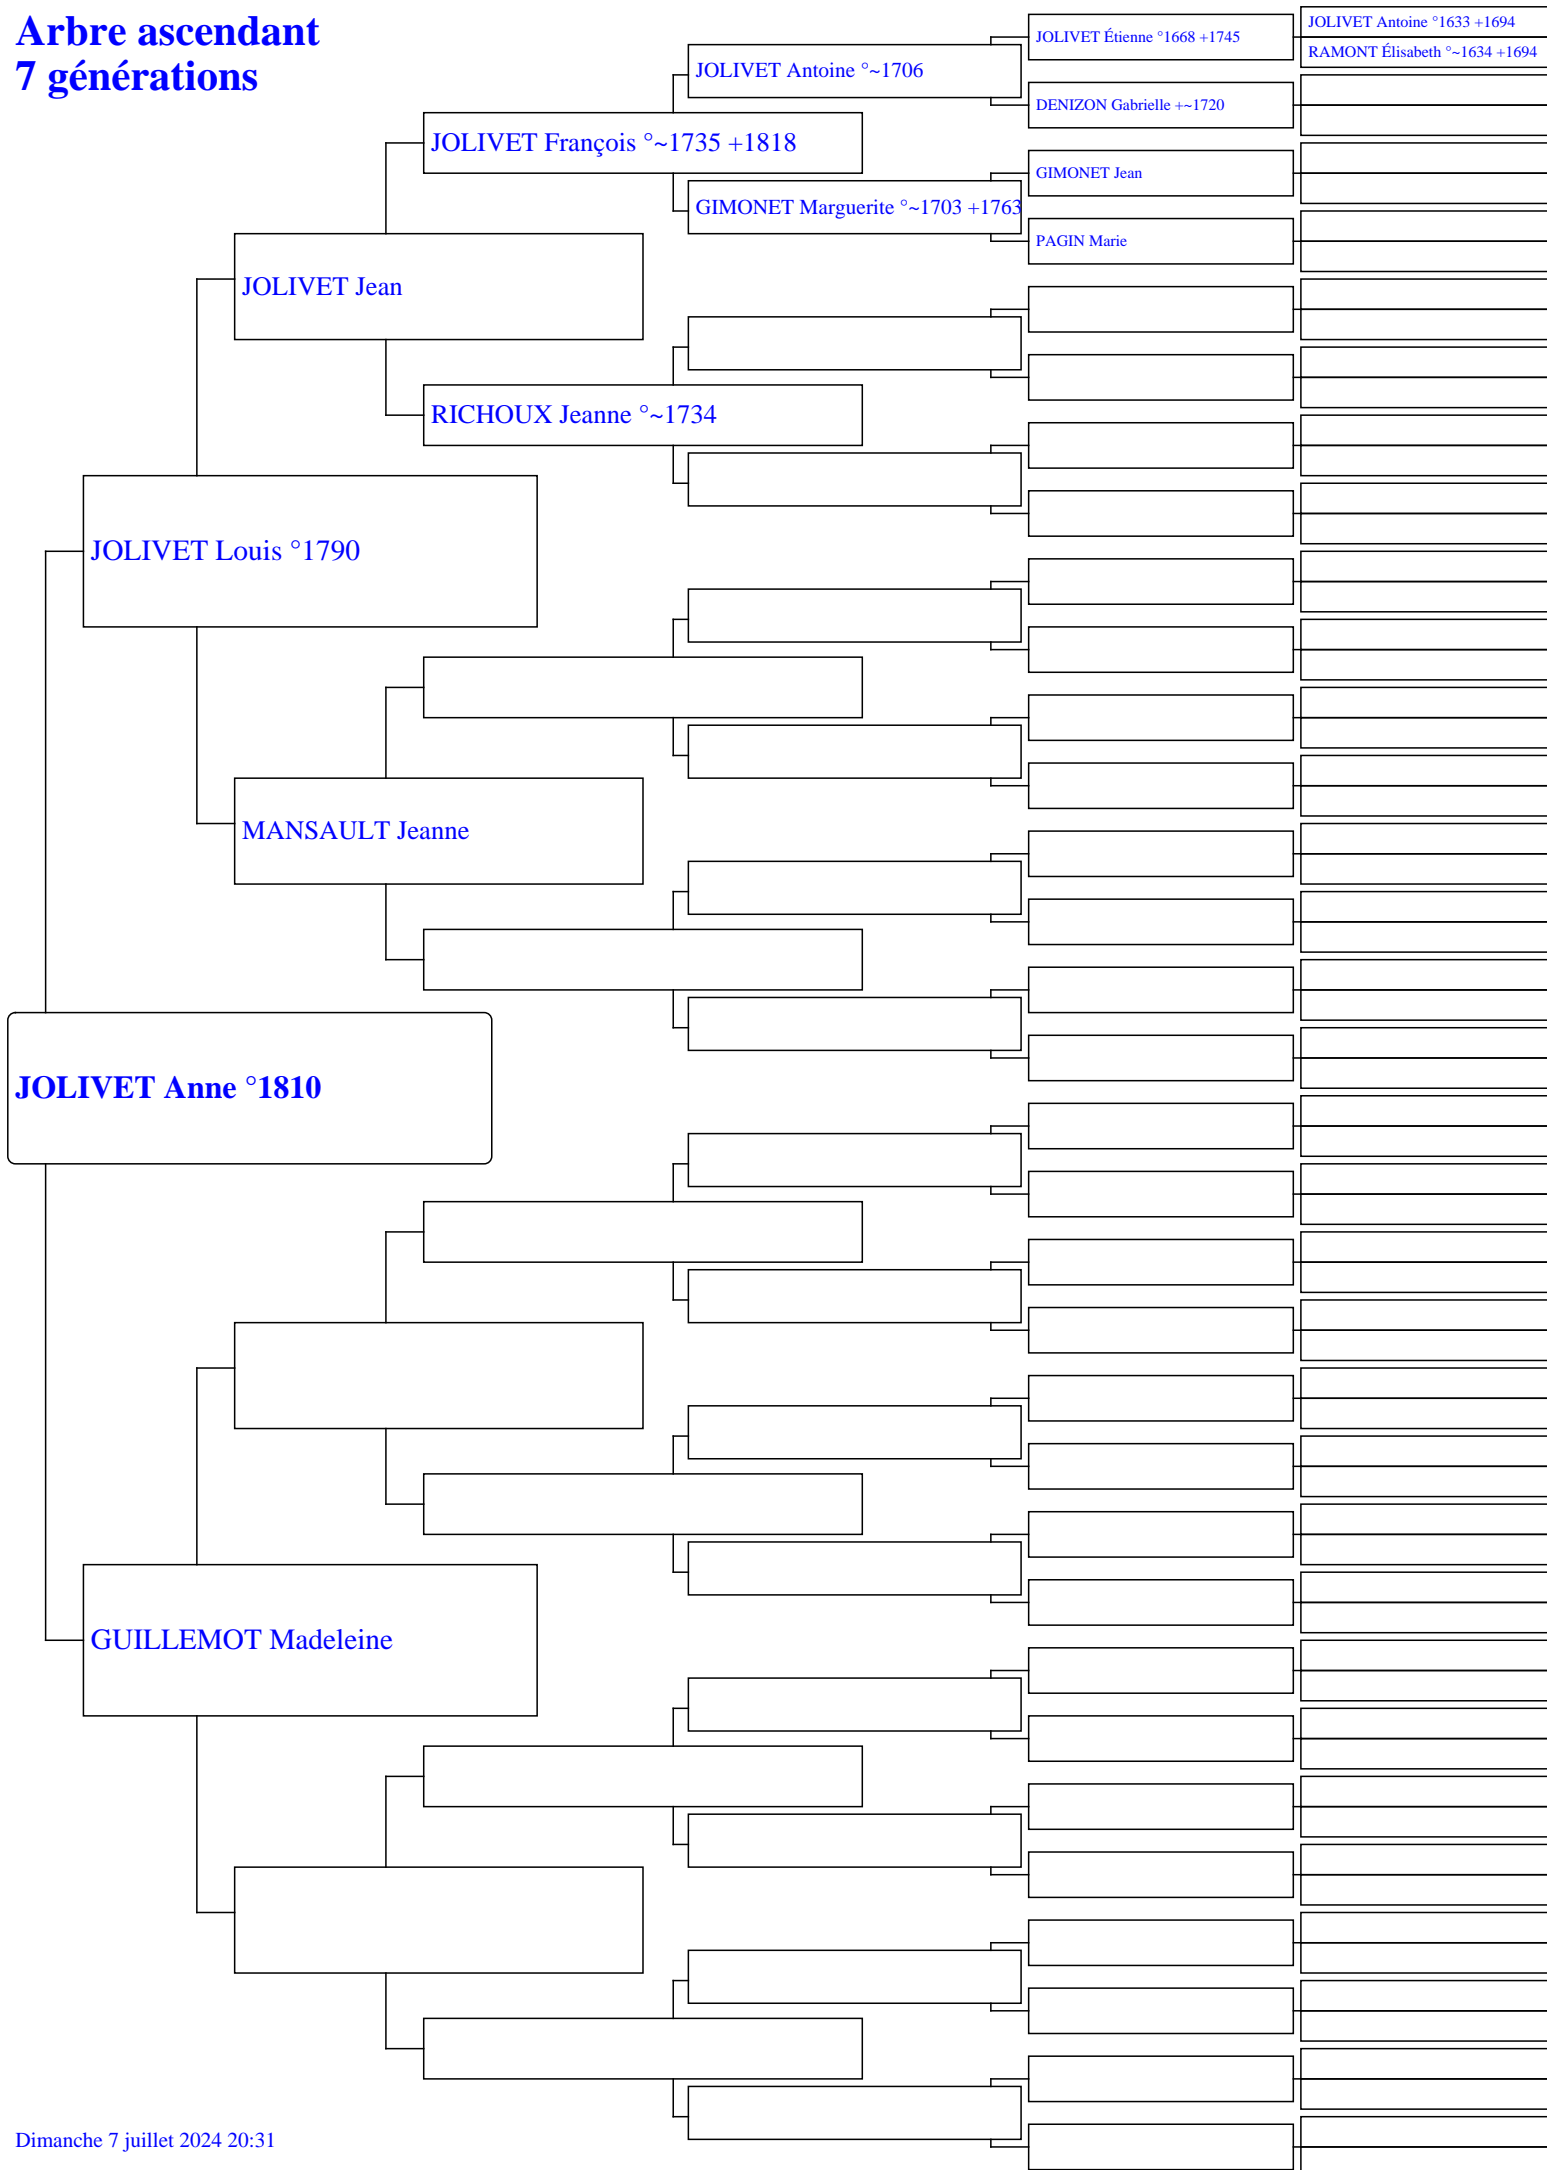 Arbre ascendant
7 générations
JOLIVET Antoine °1633 +1694
JOLIVET Étienne °1668 +1745
RAMONT Élisabeth °~1634 +1694
JOLIVET Antoine °~1706
DENIZON Gabrielle +~1720
JOLIVET François °~1735 +1818
GIMONET Jean
GIMONET Marguerite °~1703 +1763
PAGIN Marie
JOLIVET Jean
RICHOUX Jeanne °~1734
JOLIVET Louis °1790
MANSAULT Jeanne
JOLIVET Anne °1810
GUILLEMOT Madeleine
Dimanche 7 juillet 2024 20:31